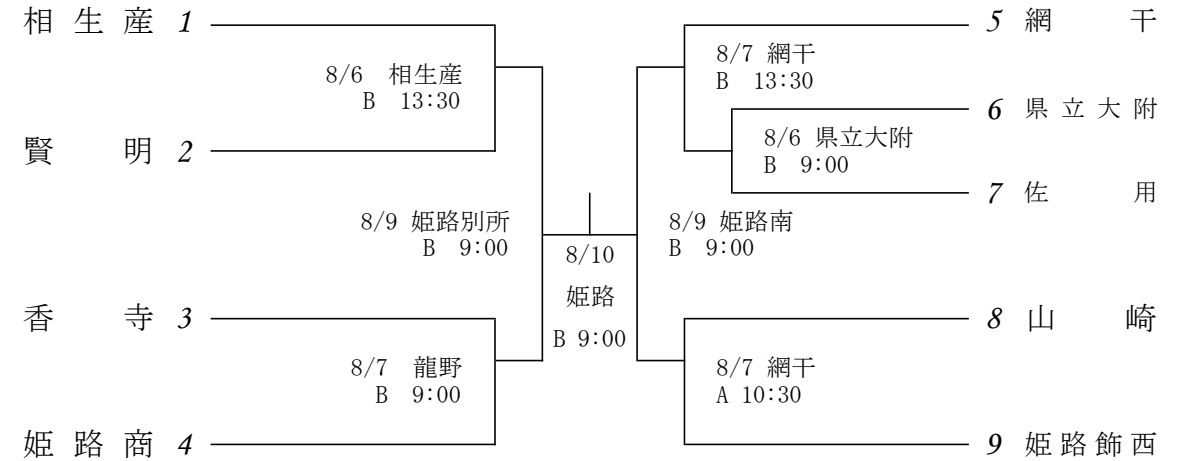 相生産 1
8/6 相生産
B 13:30
賢明 2
8/9 姫路別所
B 9:00
香寺 3
8/7 龍野
B 9:00
姫路商 4
8/10
姫路
B 9:00
5 網干
8/7 網干
B 13:30
6 県立大附
8/6 県立大附
B 9:00
7 佐用
8/9 姫路南
B 9:00
8 山崎
8/7 網干
A 10:30
9 姫路飾西